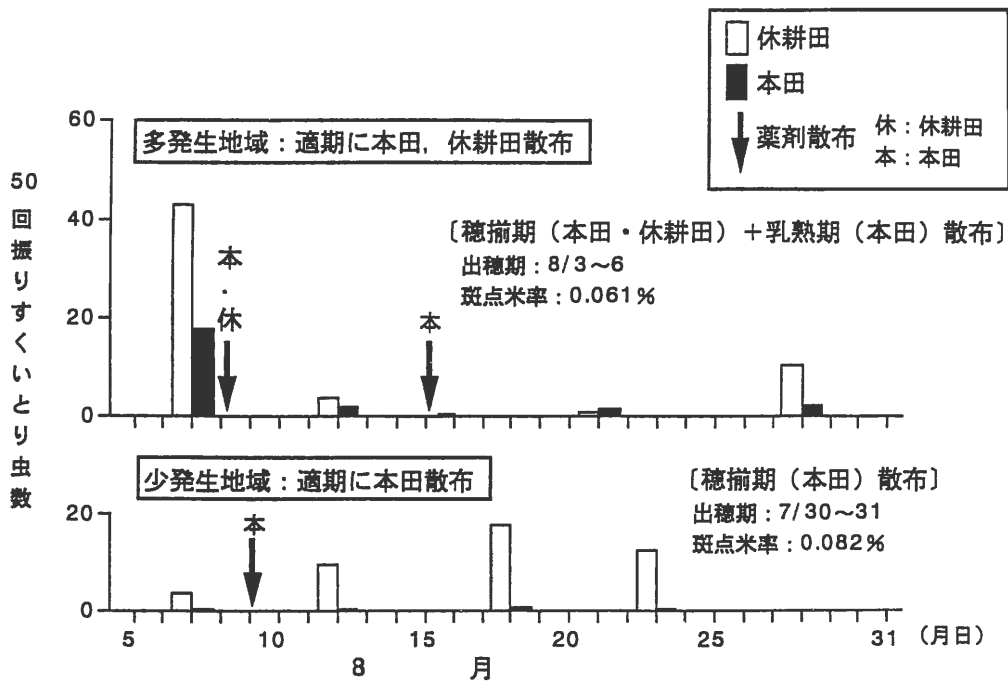 休耕田
本田
薬剤散布
休：休耕田
本：本田
50回振りすくいとり虫数
60
40
20
0
多発生地域：適期に本田，休耕田散布
〔穂揃期（本田・休耕田）＋乳熟期（本田）散布〕
出穂期：8/3～6
斑点米率：0.061％
本・休
本
少発生地域：適期に本田散布
〔穂揃期（本田）散布〕
出穂期：7/30～31
斑点米率：0.082％
20
0
本
5 10 15 20 25 31 （月日）
8 月